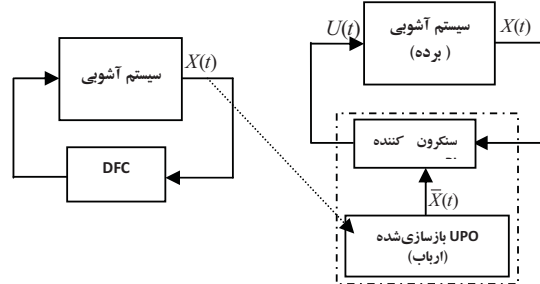 سیستم آشوبی
X(t)
DFC
U(t)
سیستم آشوبی
(برده )
X(t)
سنکرون کننده
X̅(t)
UPO بازسازی‌شده
(ارباب)